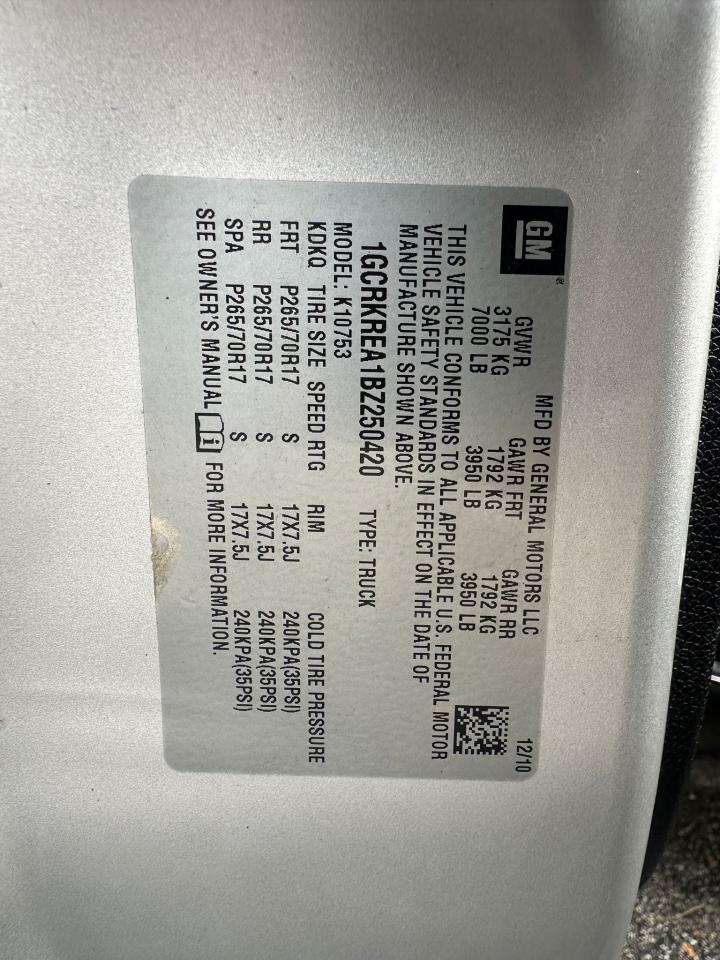 GM
®
MFD BY GENERAL MOTORS LLC 12/10
GVWR GAWR FRT GAWR RR
3175 KG 1792 KG 1792 KG
7000 LB 3950 LB 3950 LB
THIS VEHICLE CONFORMS TO ALL APPLICABLE U.S. FEDERAL MOTOR
VEHICLE SAFETY STANDARDS IN EFFECT ON THE DATE OF
MANUFACTURE SHOWN ABOVE.
1GCRKREA1BZ250420 TYPE: TRUCK
MODEL: K10753
KDKQ TIRE SIZE SPEED RTG RIM COLD TIRE PRESSURE
FRT P265/70R17 S 17X7.5J 240KPA(35PSI)
RR P265/70R17 S 17X7.5J 240KPA(35PSI)
SPA P265/70R17 S 17X7.5J 240KPA(35PSI)
SEE OWNER'S MANUAL FOR MORE INFORMATION.